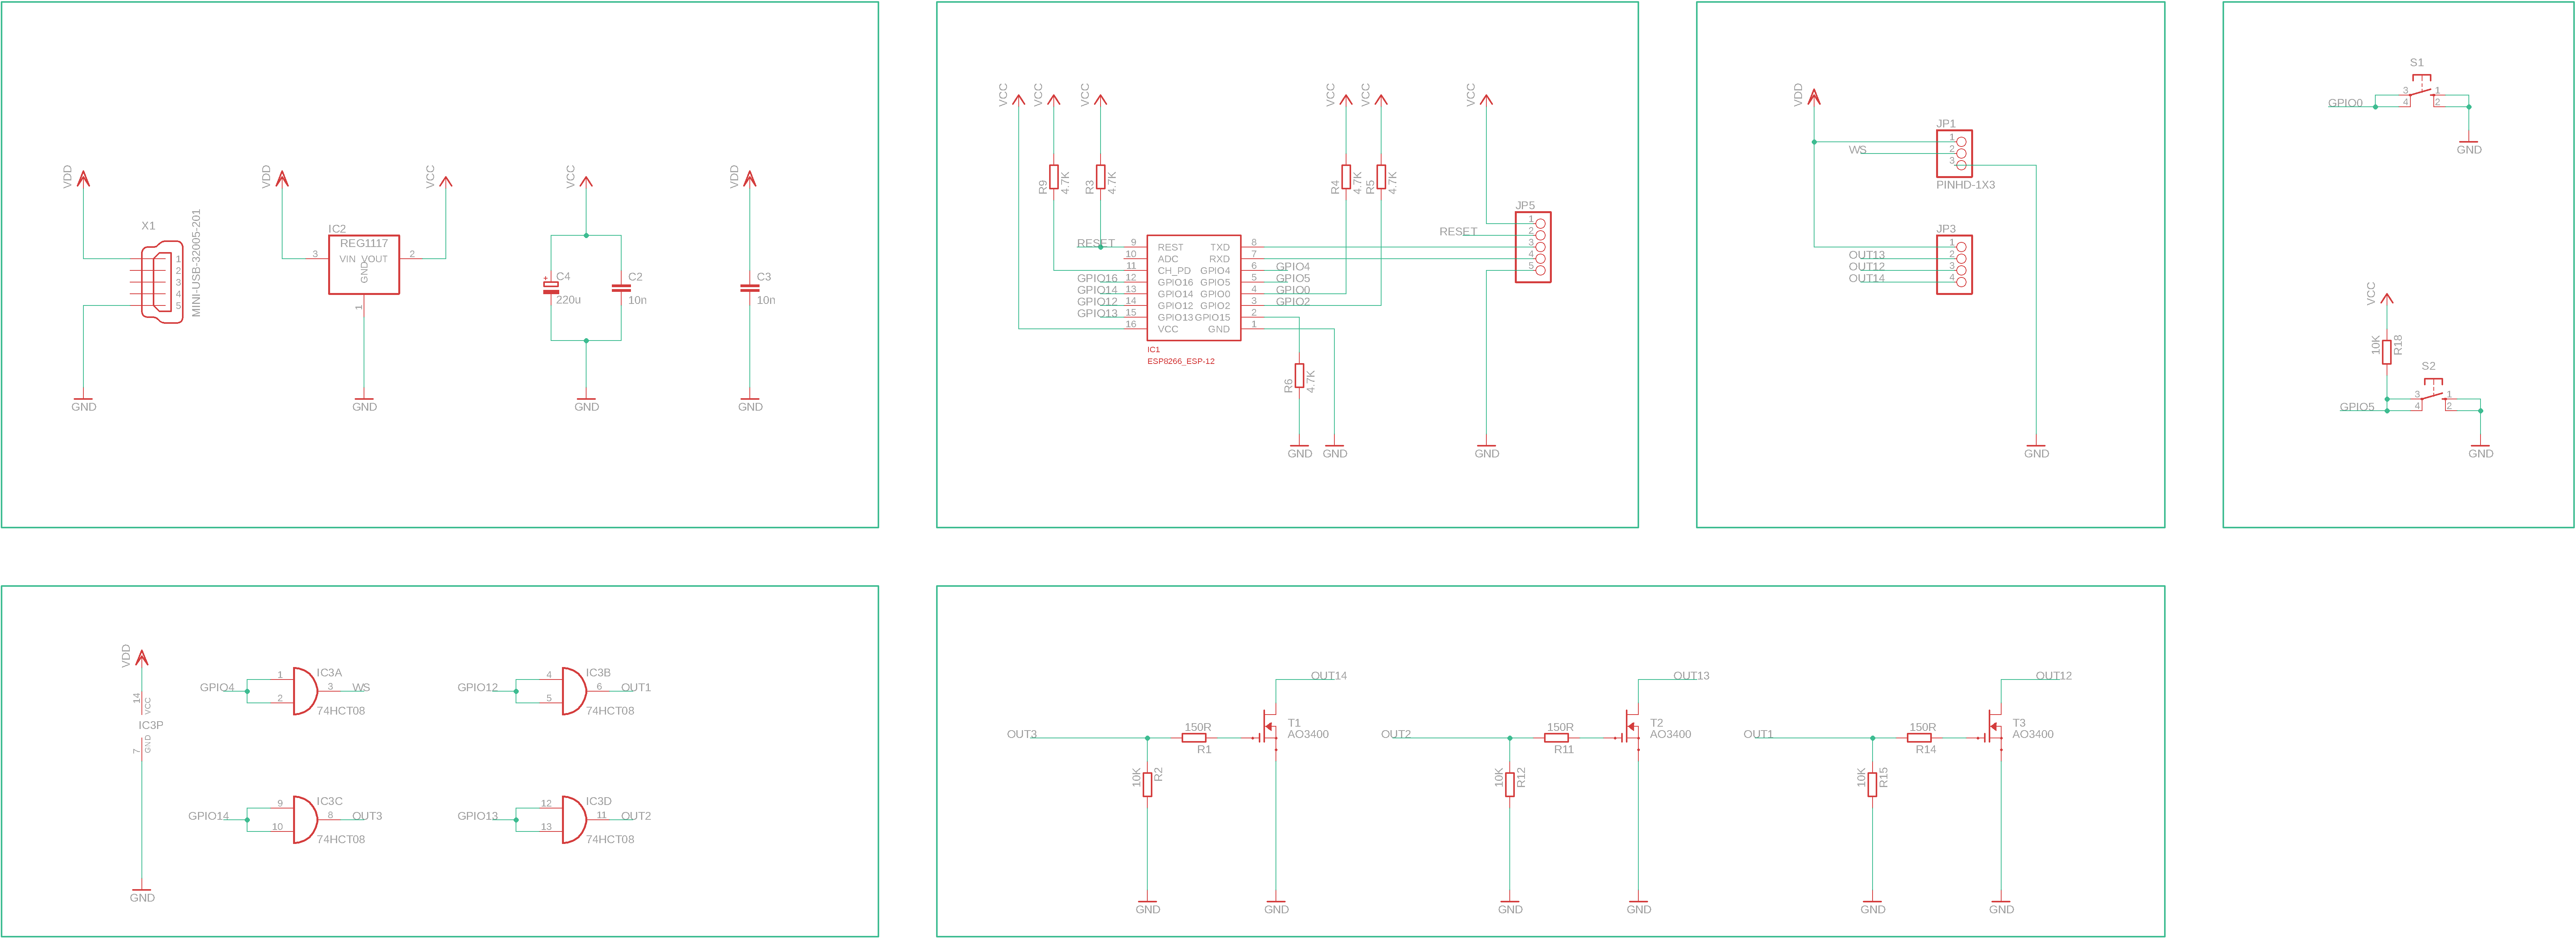 VDD
X1
MINI-USB-32005-201
1
2
3
4
5
GND
VDD
VCC
IC2
REG1117
3
VIN
VOUT
2
GND
1
GND
VCC
C4
+
220u
C2
10n
GND
VDD
C3
10n
GND
VCC
VCC
VCC
VCC
VCC
VCC
R9
4.7K
R3
4.7K
R4
4.7K
R5
4.7K
JP5
1
2
3
4
5
RESET
RESET
9 REST TXD 8
10 ADC RXD 7
11 CH_PD GPIO4 6 GPIO4
GPIO16 12 GPIO16 GPIO5 5 GPIO5
GPIO14 13 GPIO14 GPIO0 4 GPIO0
GPIO12 14 GPIO12 GPIO2 3 GPIO2
GPIO13 15 GPIO13 GPIO15 2
16 VCC GND 1
IC1
ESP8266_ESP-12
R6
4.7K
GND
GND
GND
VDD
JP1
1
WS 2
3
PINHD-1X3
JP3
1
OUT13 2
OUT12 3
OUT14 4
GND
S1
3 1
GPIO0 4 2
GND
VCC
10K
R18
S2
3 1
GPIO5 4 2
GND
VDD
14
VCC
IC3P
7
GND
GND
IC3A
1
GPIO4
2
3
WS
74HCT08
IC3B
4
GPIO12
5
6
OUT1
74HCT08
IC3C
9
GPIO14
10
8
OUT3
74HCT08
IC3D
12
GPIO13
13
11
OUT2
74HCT08
OUT14
OUT3
150R
R1
T1
AO3400
10K
R2
GND
GND
OUT13
OUT2
150R
R11
T2
AO3400
10K
R12
GND
GND
OUT12
OUT1
150R
R14
T3
AO3400
10K
R15
GND
GND